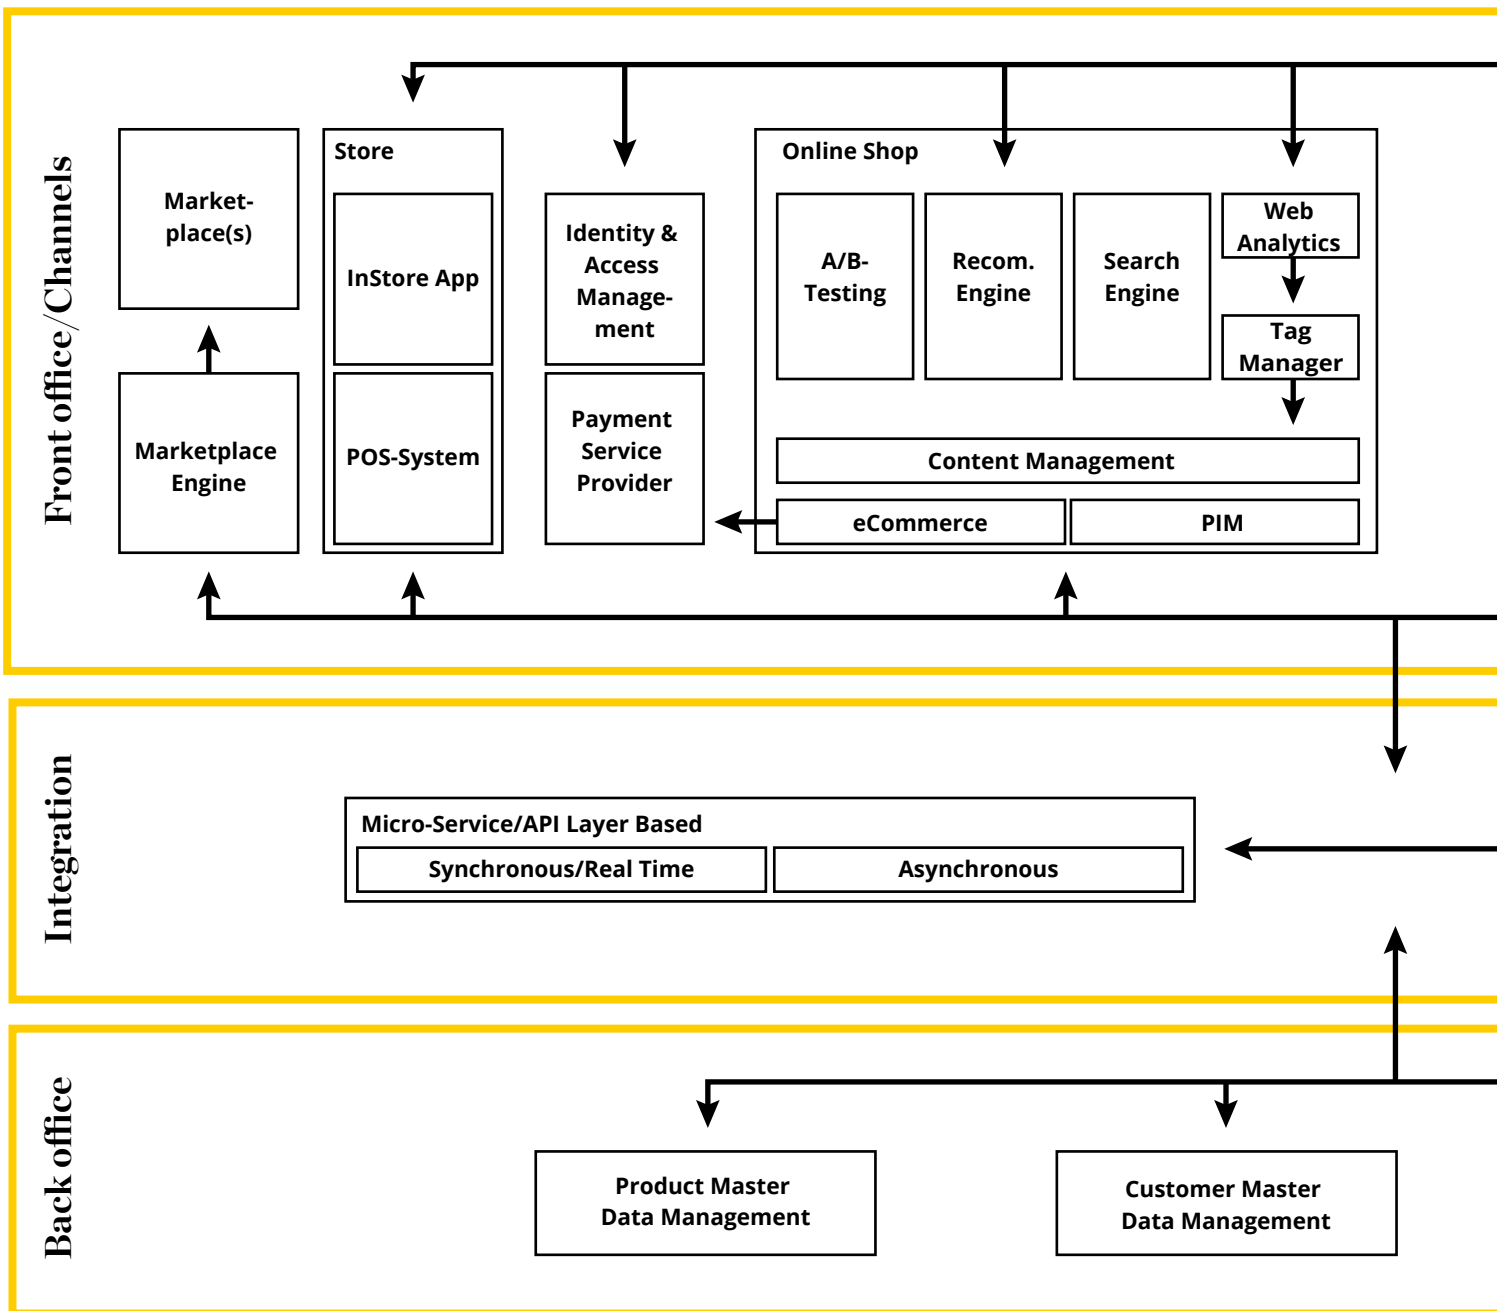 Front office/Channels
Market-
place(s)
Marketplace
Engine
Store
InStore App
POS-System
Identity &
Access
Manage-
ment
Payment
Service
Provider
Online Shop
A/B-
Testing
Recom.
Engine
Search
Engine
Web
Analytics
Tag
Manager
Content Management
eCommerce
PIM
Integration
Micro-Service/API Layer Based
Synchronous/Real Time
Asynchronous
Back office
Product Master
Data Management
Customer Master
Data Management